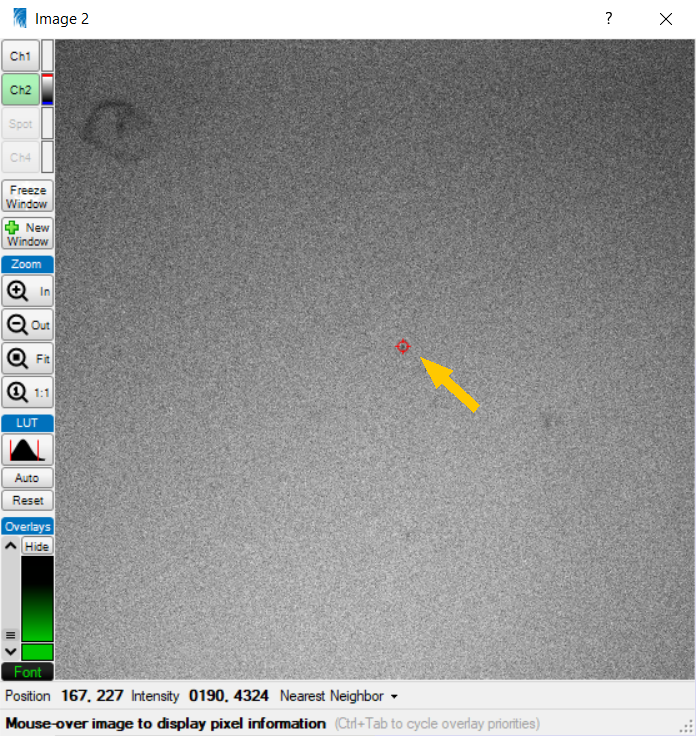 Image 2
?
Ch1
Ch2
Spot
Ch4
Freeze
Window
New
Window
Zoom
In
Out
Fit
1:1
LUT
Auto
Reset
Overlays
Hide
Font
Position 167, 227 Intensity 0190, 4324 Nearest Neighbor
Mouse-over image to display pixel information (Ctrl+Tab to cycle overlay priorities)